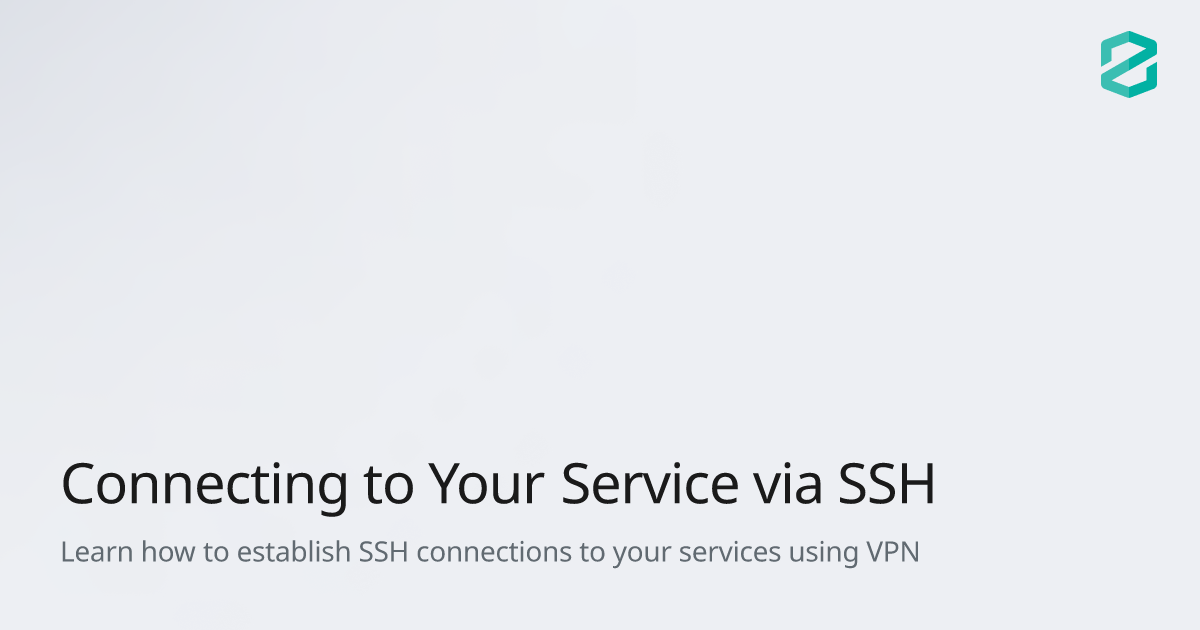 Connecting to Your Service via SSH
Learn how to establish SSH connections to your services using VPN